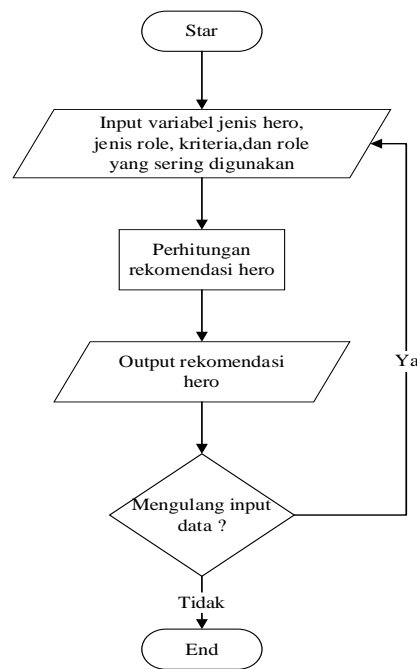 Star
Input variabel jenis hero,
jenis role, kriteria,dan role
yang sering digunakan
Perhitungan
rekomendasi hero
Output rekomendasi
hero
Ya
Mengulang input
data ?
Tidak
End